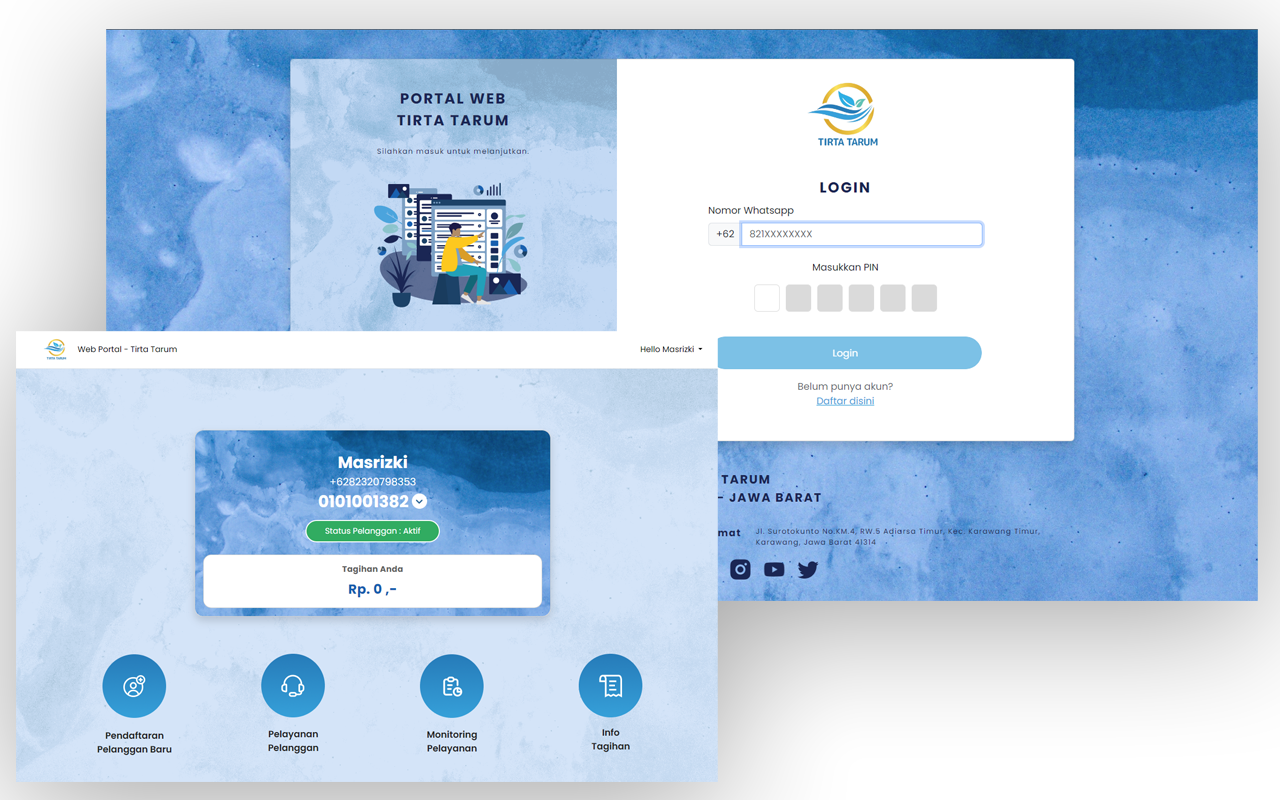 PORTAL WEB
TIRTA TARUM
Silahkan masuk untuk melanjutkan.
TIRTA TARUM
LOGIN
Nomor Whatsapp
+62 821XXXXXXXX
Masukkan PIN
Login
Belum punya akun?
Daftar disini
TARUM
- JAWA BARAT
mat
Jl. Surotokunto No.KM.4, RW.5 Adiarsa Timur, Kec. Karawang Timur,
Karawang, Jawa Barat 41314
TIRTA TARUM
Web Portal - Tirta Tarum
Hello Masrizki
Masrizki
+6282320798353
0101001382
Status Pelanggan : Aktif
Tagihan Anda
Rp. 0 ,-
Pendaftaran
Pelanggan Baru
Pelayanan
Pelanggan
Monitoring
Pelayanan
Info
Tagihan